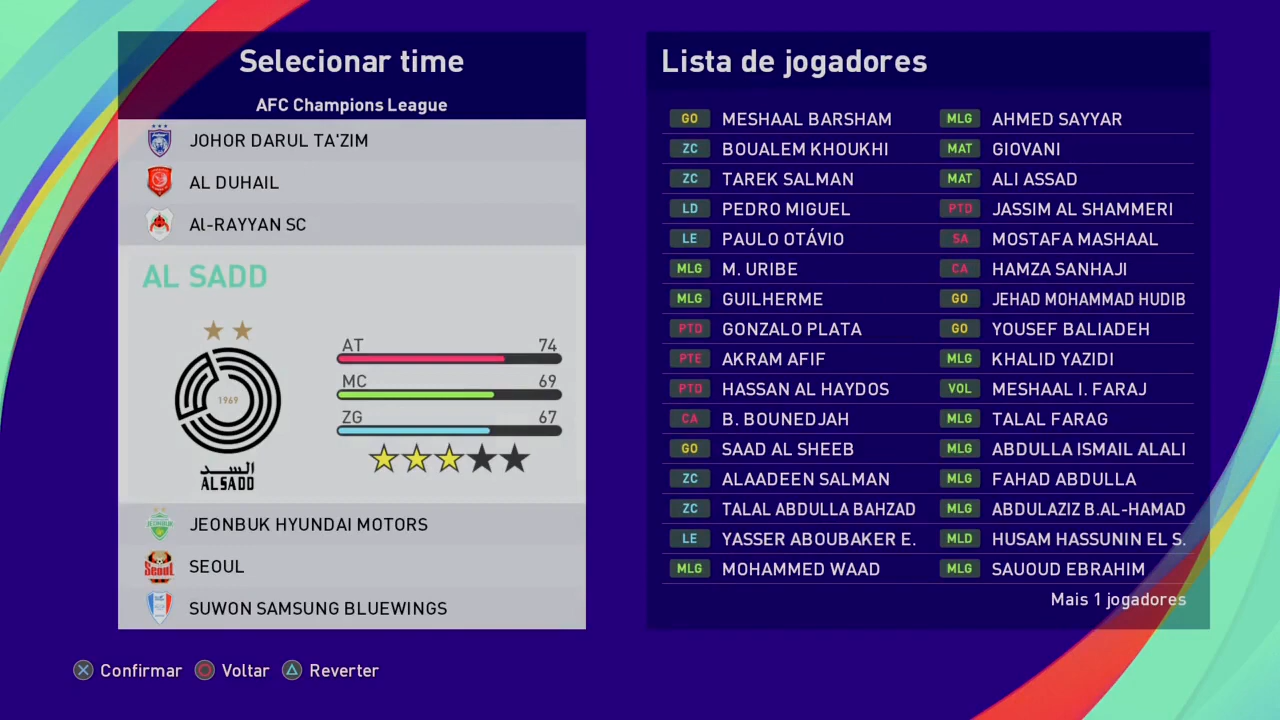 Selecionar time
AFC Champions League
JOHOR DARUL TA'ZIM
AL DUHAIL
Al-RAYYAN SC
AL SADD
1969
السد
ALSADD
AT 74
MC 69
ZG 67
JEONBUK HYUNDAI MOTORS
SEOUL
SUWON SAMSUNG BLUEWINGS
Lista de jogadores
GO MESHAAL BARSHAM MLG AHMED SAYYAR
ZC BOUALEM KHOUKHI MAT GIOVANI
ZC TAREK SALMAN MAT ALI ASSAD
LD PEDRO MIGUEL PTD JASSIM AL SHAMMERI
LE PAULO OTÁVIO SA MOSTAFA MASHAAL
MLG M. URIBE CA HAMZA SANHAJI
MLG GUILHERME GO JEHAD MOHAMMAD HUDIB
PTD GONZALO PLATA GO YOUSEF BALIADEH
PTE AKRAM AFIF MLG KHALID YAZIDI
PTD HASSAN AL HAYDOS VOL MESHAAL I. FARAJ
CA B. BOUNEDJAH MLG TALAL FARAG
GO SAAD AL SHEEB MLG ABDULLA ISMAIL ALALI
ZC ALAADEEN SALMAN MLG FAHAD ABDULLA
ZC TALAL ABDULLA BAHZAD MLG ABDULAZIZ B.AL-HAMAD
LE YASSER ABOUBAKER E. MLD HUSAM HASSUNIN EL S.
MLG MOHAMMED WAAD MLG SAUOUD EBRAHIM
Mais 1 jogadores
Confirmar Voltar Reverter